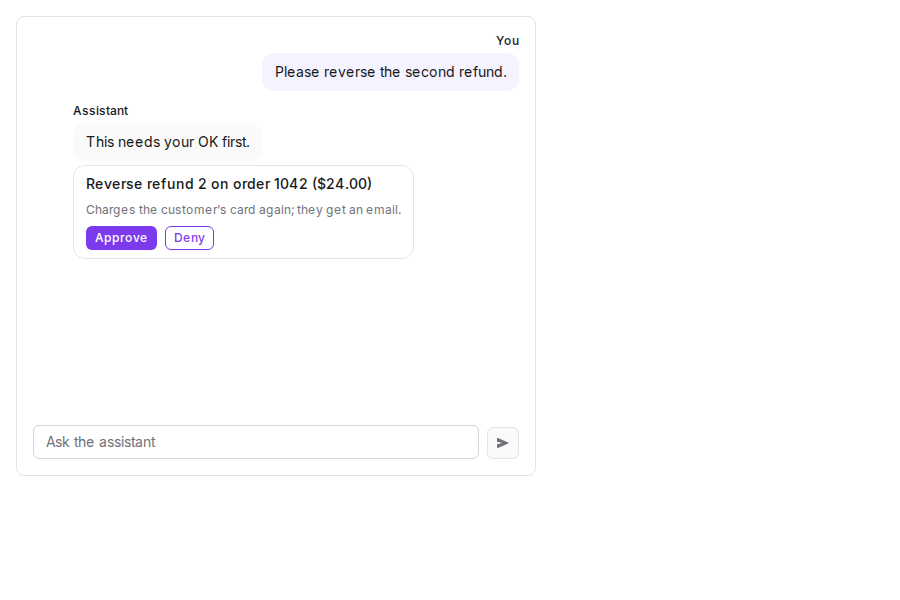 You
Please reverse the second refund.
Assistant
This needs your OK first.
Reverse refund 2 on order 1042 ($24.00)
Charges the customer's card again; they get an email.
Approve Deny
Ask the assistant